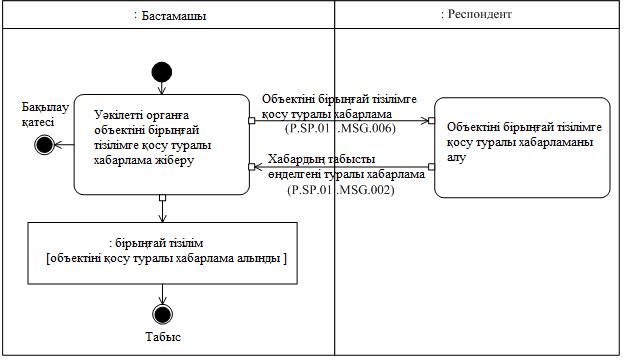 : Бастамашы
: Респондент
Бақылау
қатесі
Уәкілетті органға
объектіні бірыңғай
тізілімге қосу туралы
хабарлама жіберу
Объектіні бірыңғай тізілімге
қосу туралы хабарлама
(P.SP.01 .MSG.006)
Хабардың табысты
өңделгені туралы хабарлама
(P.SP.01 .MSG.002)
Объектіні бірыңғай тізілімге
қосу туралы хабарламаны
алу
: бірыңғай тізілім
[объектіні қосу туралы хабарлама алынды ]
Табыс